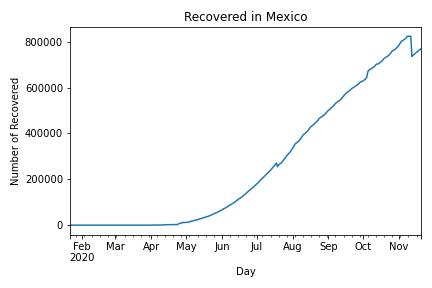 Recovered in Mexico
Number of Recovered
800000
600000
400000
200000
0
Feb Mar Apr May Jun Jul Aug Sep Oct Nov
2020
Day